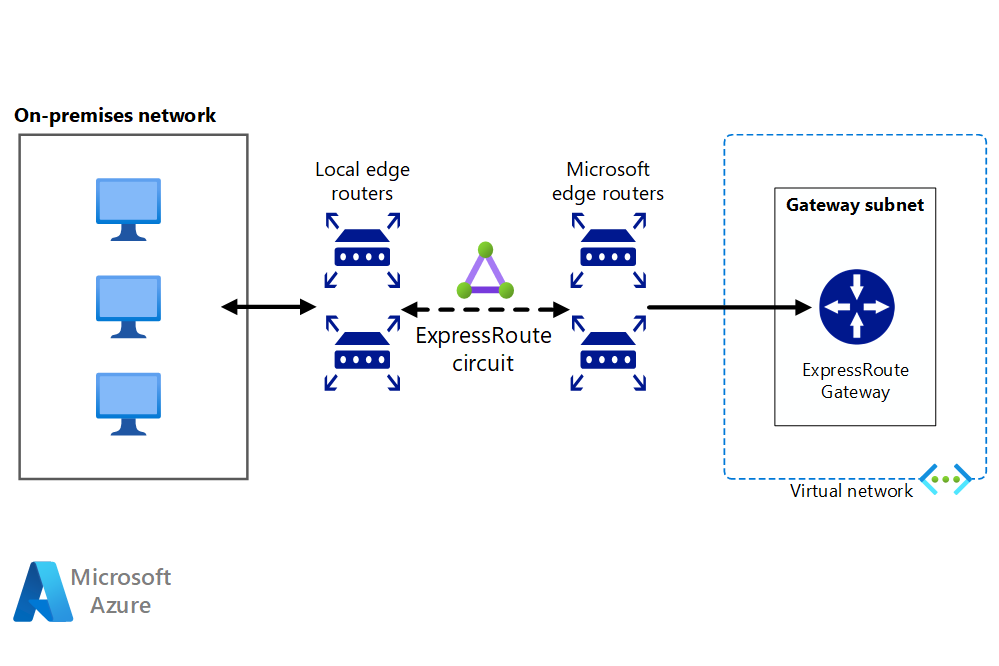 On-premises network
Local edge
routers
Microsoft
edge routers
Gateway subnet
ExpressRoute
circuit
ExpressRoute
Gateway
Virtual network
Microsoft
Azure